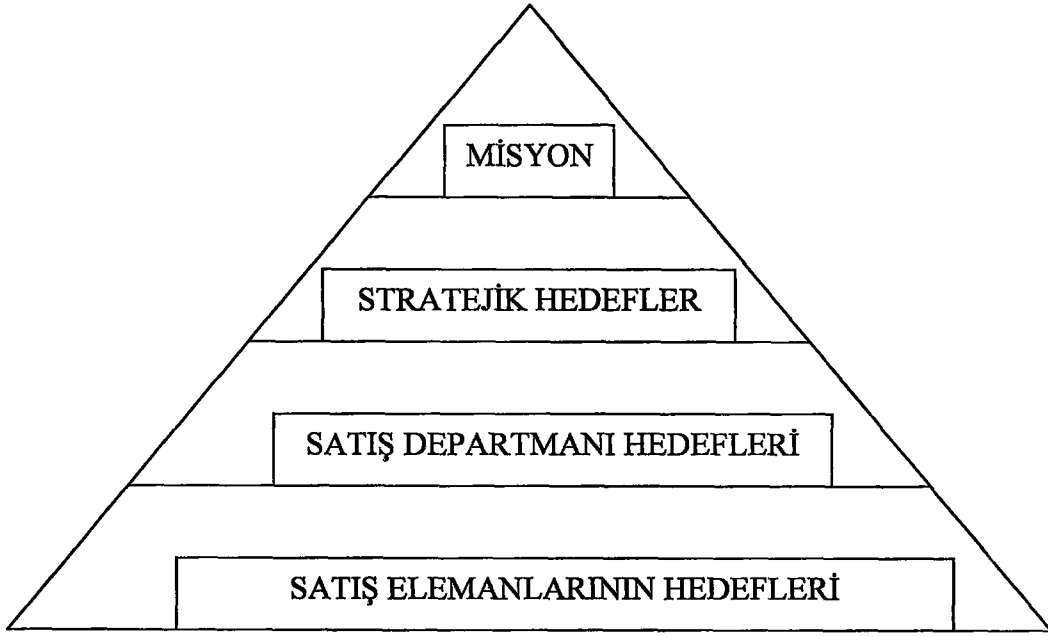 MİSYON
STRATEJİK HEDEFLER
SATIŞ DEPARTMANI HEDEFLERİ
SATIŞ ELEMANLARININ HEDEFLERİ